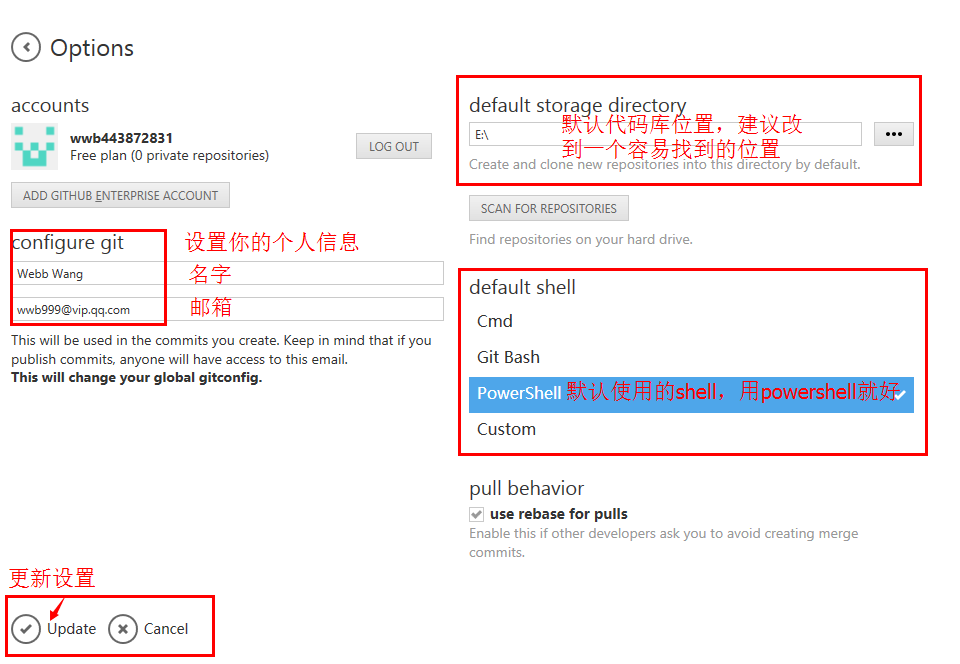 Options
accounts
wwb443872831
Free plan (0 private repositories)
LOG OUT
ADD GITHUB ENTERPRISE ACCOUNT
configure git
设置你的个人信息
Webb Wang
名字
wwb999@vip.qq.com
邮箱
This will be used in the commits you create. Keep in mind that if you
publish commits, anyone will have access to this email.
This will change your global gitconfig.
default storage directory
E:\
默认代码库位置，建议改
到一个容易找到的位置
Create and clone new repositories into this directory by default.
SCAN FOR REPOSITORIES
Find repositories on your hard drive.
default shell
Cmd
Git Bash
PowerShell 默认使用的shell，用powershell就好
Custom
pull behavior
use rebase for pulls
Enable this if other developers ask you to avoid creating merge
commits.
更新设置
Update
Cancel